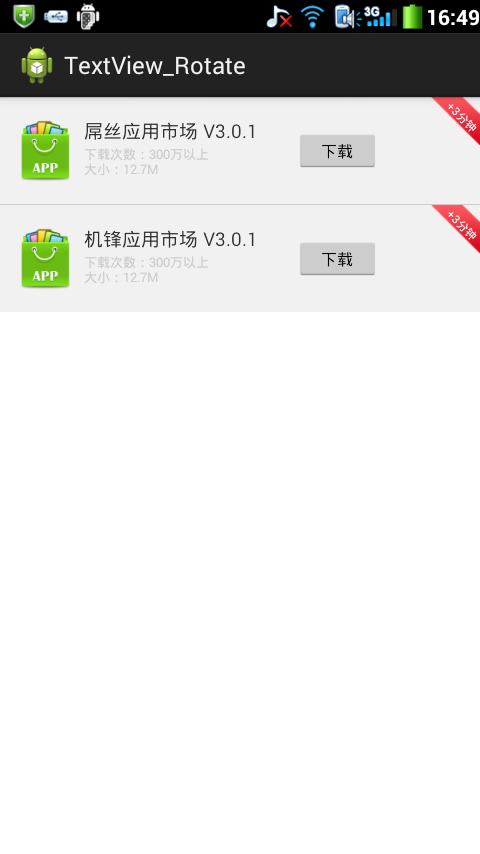 3G 16:49
TextView_Rotate
+3分钟
屌丝应用市场 V3.0.1
下载次数：300万以上
大小：12.7M
APP
下载
+3分钟
机锋应用市场 V3.0.1
下载次数：300万以上
大小：12.7M
APP
下载